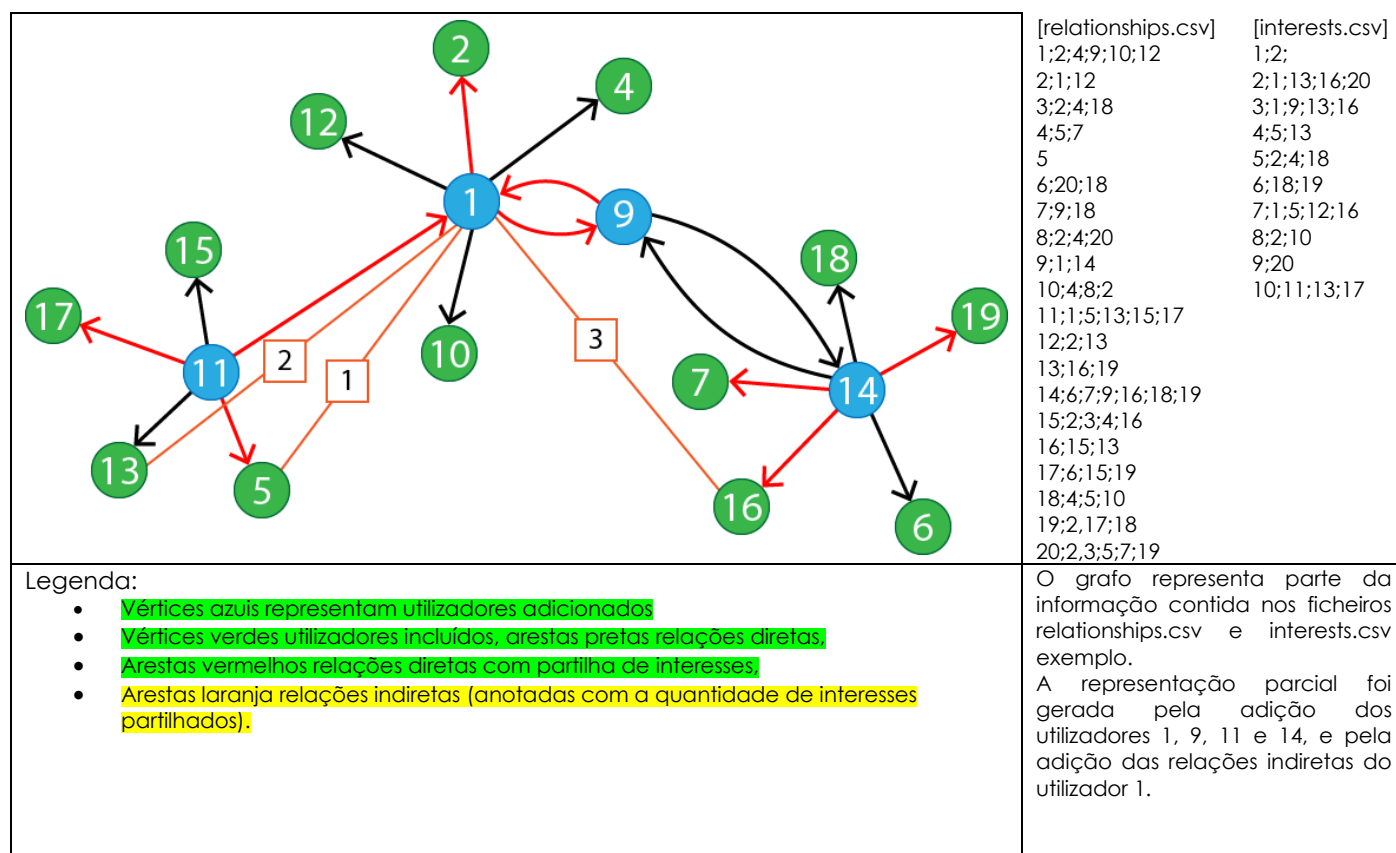 2
4
12
1
9
15
18
17
19
3
2
10
11
7
1
14
13
5
16
6
[relationships.csv] [interests.csv]
1;2;4;9;10;12 1;2;
2;1;12 2;1;13;16;20
3;2;4;18 3;1;9;13;16
4;5;7 4;5;13
5 5;2;4;18
6;20;18 6;18;19
7;9;18 7;1;5;12;16
8;2;4;20 8;2;10
9;1;14 9;20
10;4;8;2 10;11;13;17
11;1;5;13;15;17
12;2;13
13;16;19
14;6;7;9;16;18;19
15;2;3;4;16
16;15;13
17;6;15;19
18;4;5;10
19;2,17;18
20;2,3;5;7;19
Legenda:
• Vértices azuis representam utilizadores adicionados
• Vértices verdes utilizadores incluídos, arestas pretas relações diretas,
• Arestas vermelhos relações diretas com partilha de interesses,
• Arestas laranja relações indiretas (anotadas com a quantidade de interesses
partilhados).
O grafo representa parte da
informação contida nos ficheiros
relationships.csv e interests.csv
exemplo.
A representação parcial foi
gerada pela adição dos
utilizadores 1, 9, 11 e 14, e pela
adição das relações indiretas do
utilizador 1.